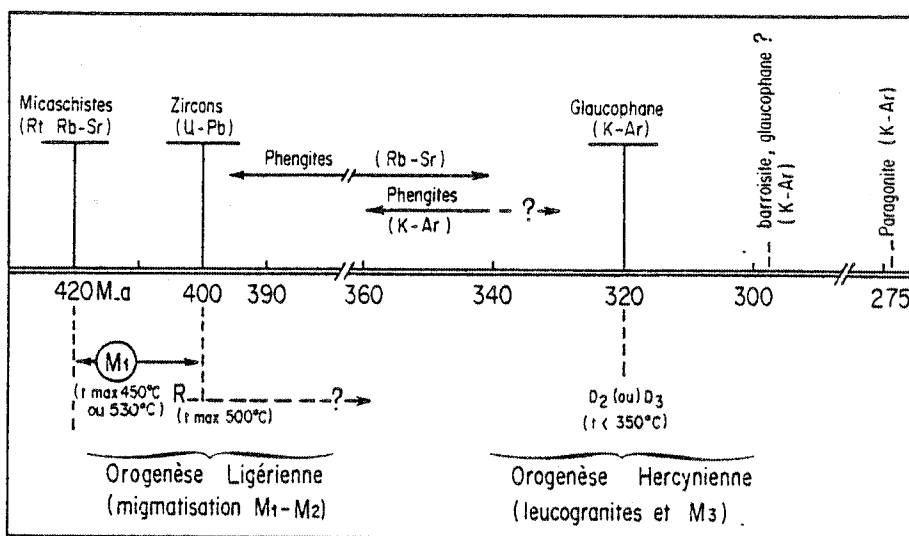 Micaschistes
(Rt Rb-Sr)
Zircons
(U-Pb)
Phengites (Rb-Sr)
Phengites
(K-Ar)
?
Glaucophane
(K-Ar)
barroisite, glaucophane ?
(K-Ar)
Paragonite (K-Ar)
420 M.a 400 390 360 340 320 300 275
M1
(t max 450°C
ou 530°C)
R ?
(t max 500°C)
D2 (ou) D3
(t < 350°C)
Orogenèse Ligérienne
(migmatisation M1-M2)
Orogenèse Hercynienne
(leucogranites et M3)